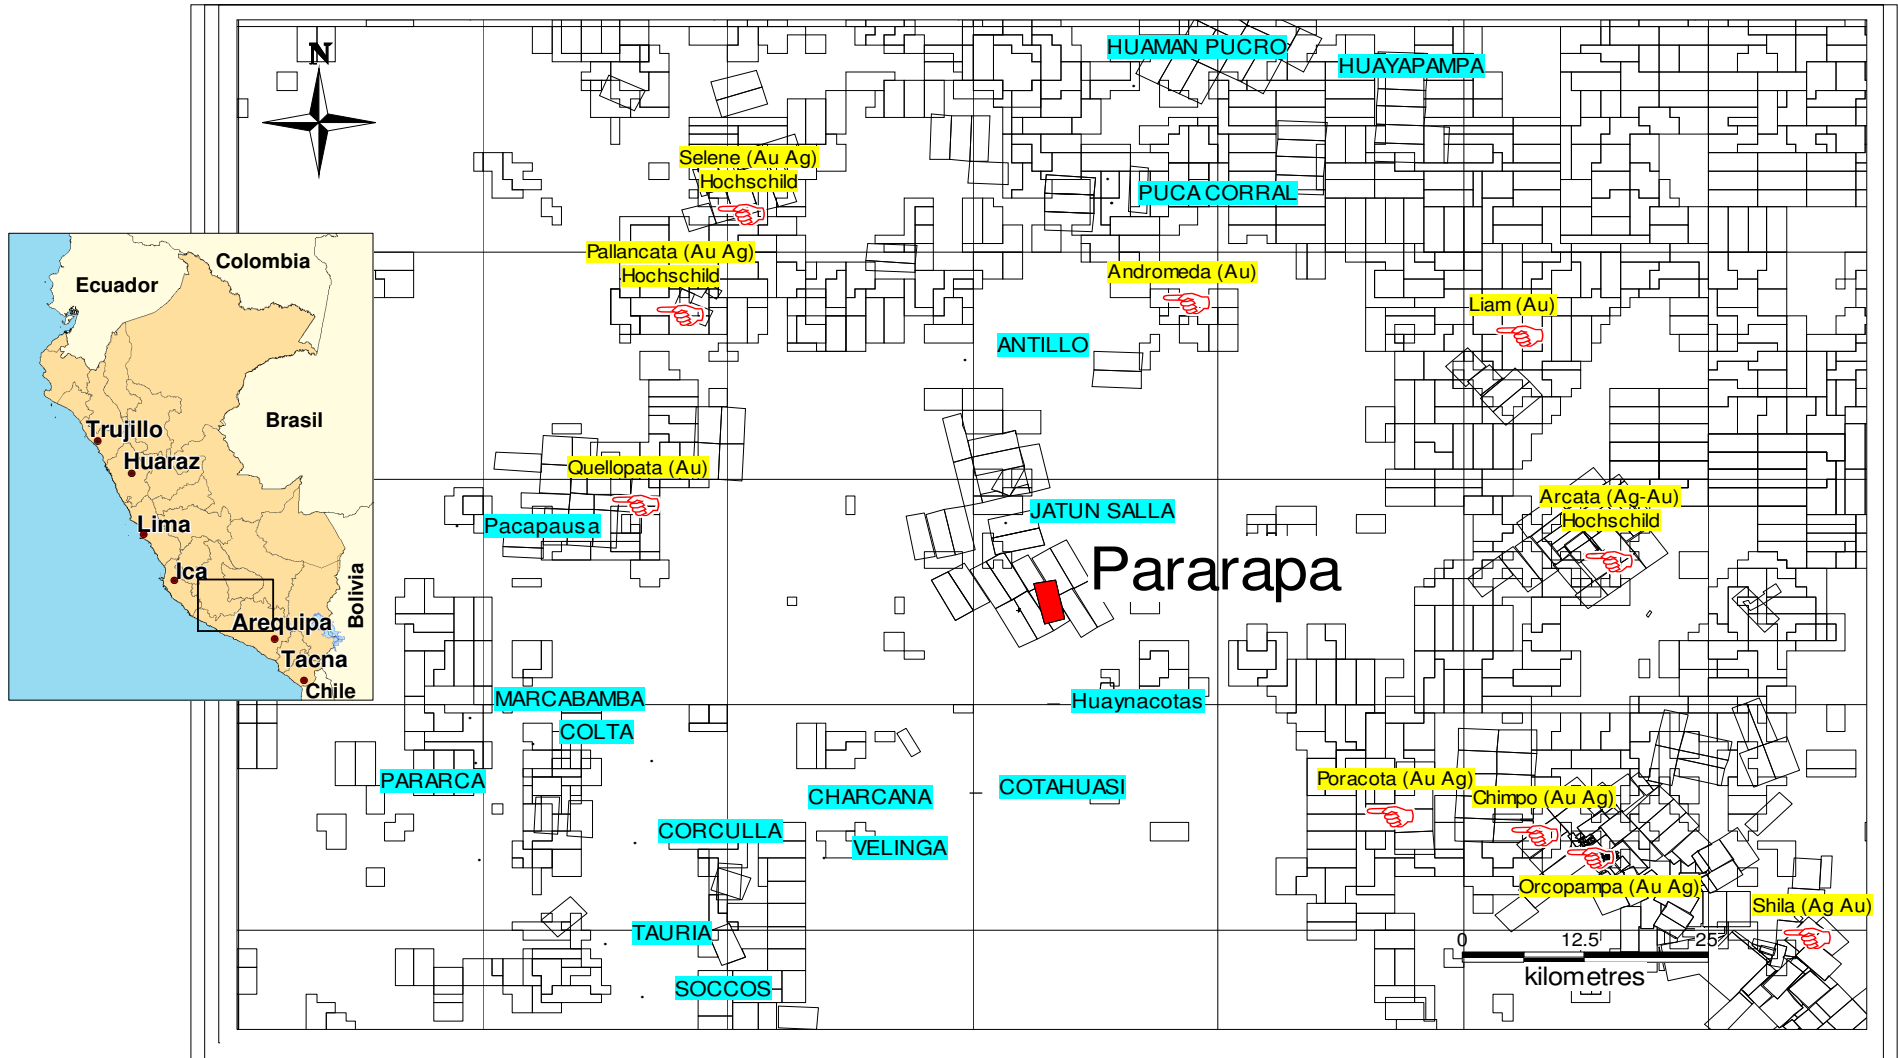 N
HUAMAN PUCRO
HUAYAPAMPA
Selene (Au Ag)
Hochschild
PUCA CORRAL
Pallancata (Au Ag)
Hochschild
Andromeda (Au)
Liam (Au)
ANTILLO
Colombia
Ecuador
Brasil
Trujillo
Huaraz
Lima
Ica
Bolivia
Arequipa
Tacna
Chile
Quellopata (Au)
Pacapausa
JATUN SALLA
Arcata (Ag-Au)
Hochschild
Pararapa
MARCABAMBA
Huaynacotas
COLTA
PARARCA
CHARCANA
COTAHUASI
Poracota (Au Ag)
Chimpo (Au Ag)
CORCULLA
VELINGA
Orcopampa (Au Ag)
Shila (Ag Au)
TAURIA
0 12.5 25
kilometres
SOCCOS